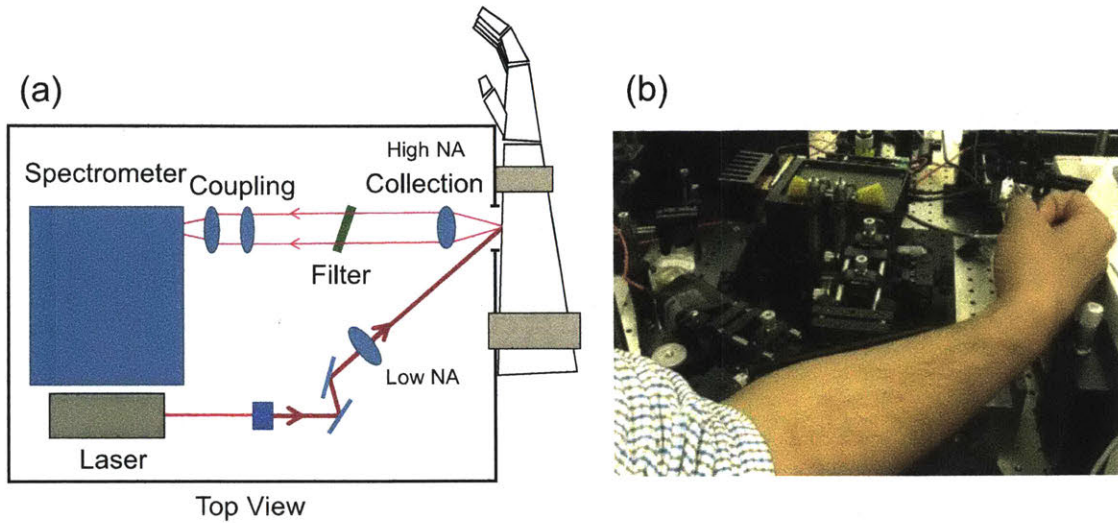 (a)
(b)
High NA
Spectrometer
Coupling
Collection
Filter
Low NA
Laser
Top View